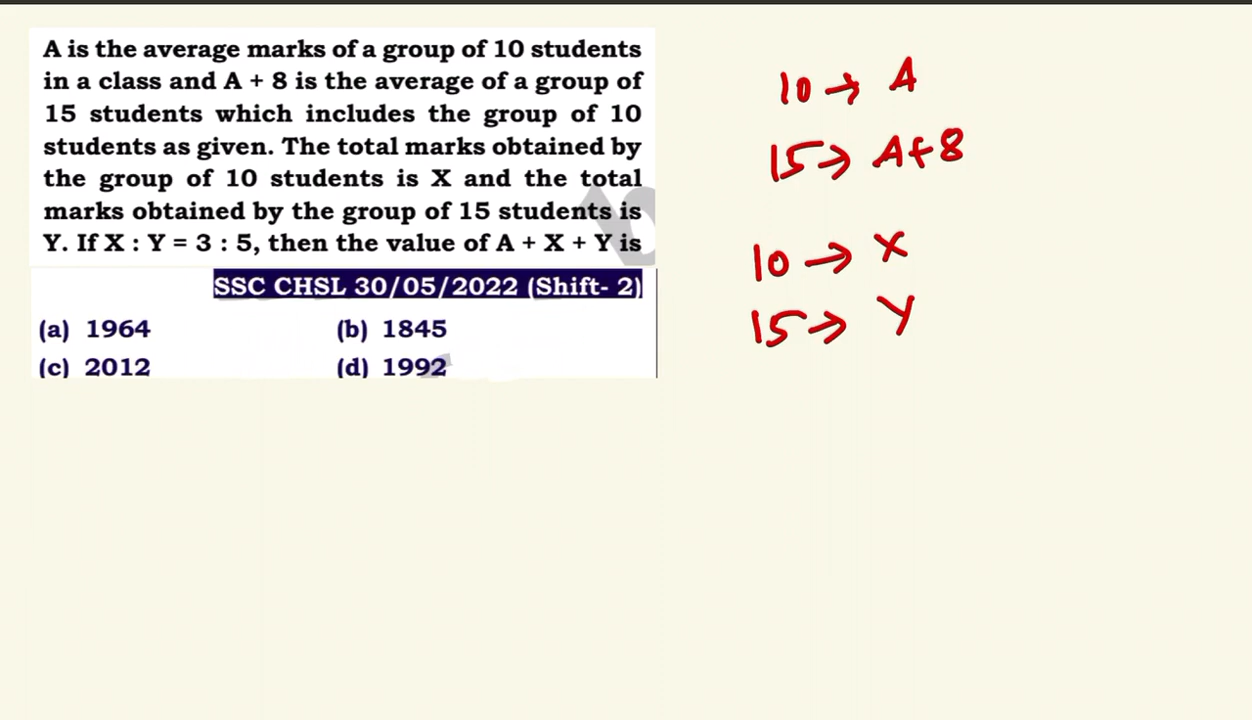 A is the average marks of a group of 10 students
in a class and A + 8 is the average of a group of
15 students which includes the group of 10
students as given. The total marks obtained by
the group of 10 students is X and the total
marks obtained by the group of 15 students is
Y. If X : Y = 3 : 5, then the value of A + X + Y is
SSC CHSL 30/05/2022 (Shift- 2)
(a) 1964 (b) 1845
(c) 2012 (d) 1992
10 → A
15 → A+8
10 → X
15 → Y